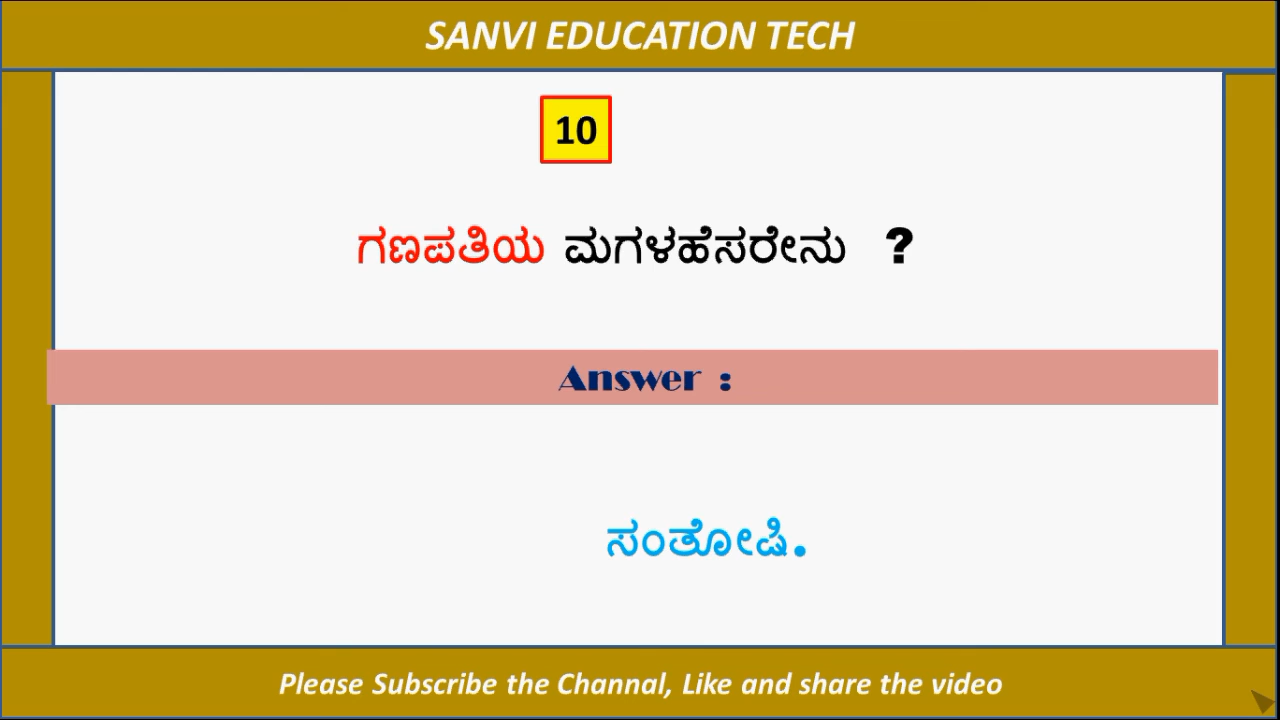 SANVI EDUCATION TECH
10
ಗಣಪತಿಯ ಮಗಳಹೆಸರೇನು ?
Answer :
ಸಂತೋಷಿ.
Please Subscribe the Channal, Like and share the video